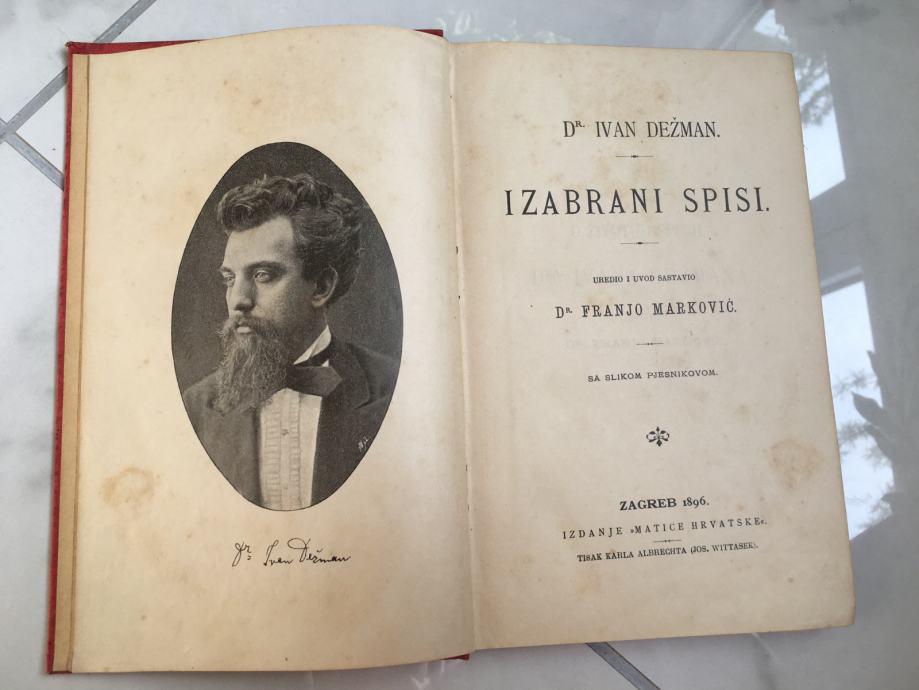 Dr. Ivan Dežman
DR. IVAN DEŽMAN.
IZABRANI SPISI.
UREDIO I UVOD SASTAVIO
DR. FRANJO MARKOVIĆ.
SA SLIKOM PJESNIKOVOM.
ZAGREB 1896.
IZDANJE »MATICE HRVATSKE«.
TISAK KARLA ALBRECHTA (JOS. WITTASEK).